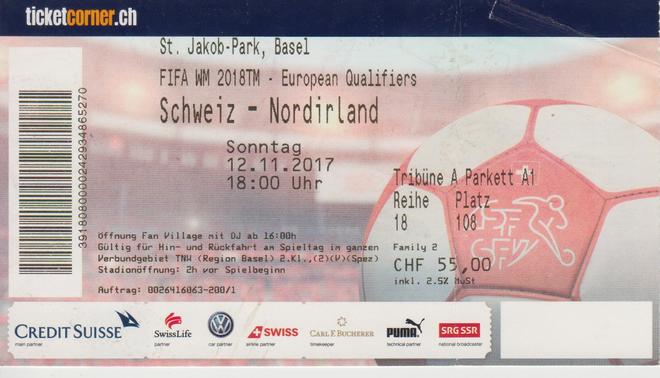 ticketcorner.ch
St. Jakob-Park, Basel
FIFA WM 2018TM - European Qualifiers
Schweiz - Nordirland
Sonntag
12.11.2017
18:00 Uhr
Tribüne A Parkett A1
Reihe Platz
18 108
Family 2
CHF 55,00
inkl. 2.5% MwSt
Öffnung Fan Village mit DJ ab 16:00h
Gültig für Hin- und Rückfahrt am Spieltag im ganzen
Verbundgebiet TNW (Region Basel) 2.Kl.,(2)(V)(Spez)
Stadionöffnung: 2h vor Spielbeginn
Auftrag: 0026416063-200/1
3918080000242934865270
SFV
ASF
CREDIT SUISSE
main partner
SwissLife
partner
car partner
SWISS
airline partner
CARL F. BUCHERER
timekeeper
PUMA
technical partner
SRG SSR
national broadcaster